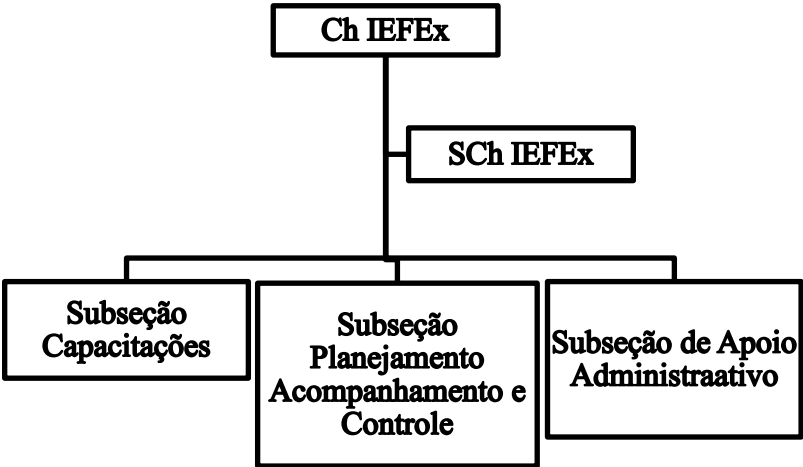 Ch IEFEx
SCh IEFEx
Subseção
Capacitações
Subseção
Planejamento
Acompanhamento e
Controle
Subseção de Apoio
Administraativo